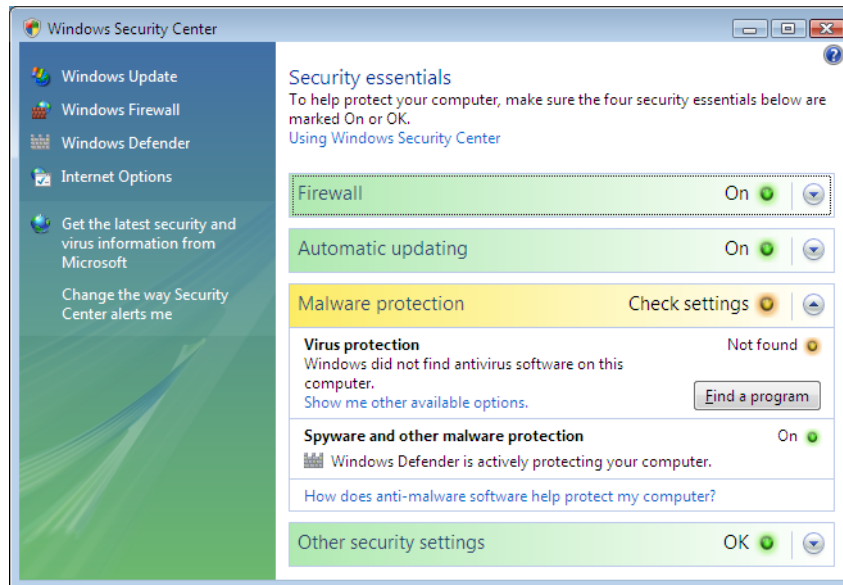 Windows Security Center
Windows Update
Windows Firewall
Windows Defender
Internet Options
Get the latest security and
virus information from
Microsoft
Change the way Security
Center alerts me
Security essentials
To help protect your computer, make sure the four security essentials below are
marked On or OK.
Using Windows Security Center
Firewall On
Automatic updating On
Malware protection Check settings
Virus protection Not found
Windows did not find antivirus software on this
computer.
Show me other available options.
Find a program
Spyware and other malware protection On
Windows Defender is actively protecting your computer.
How does anti-malware software help protect my computer?
Other security settings OK